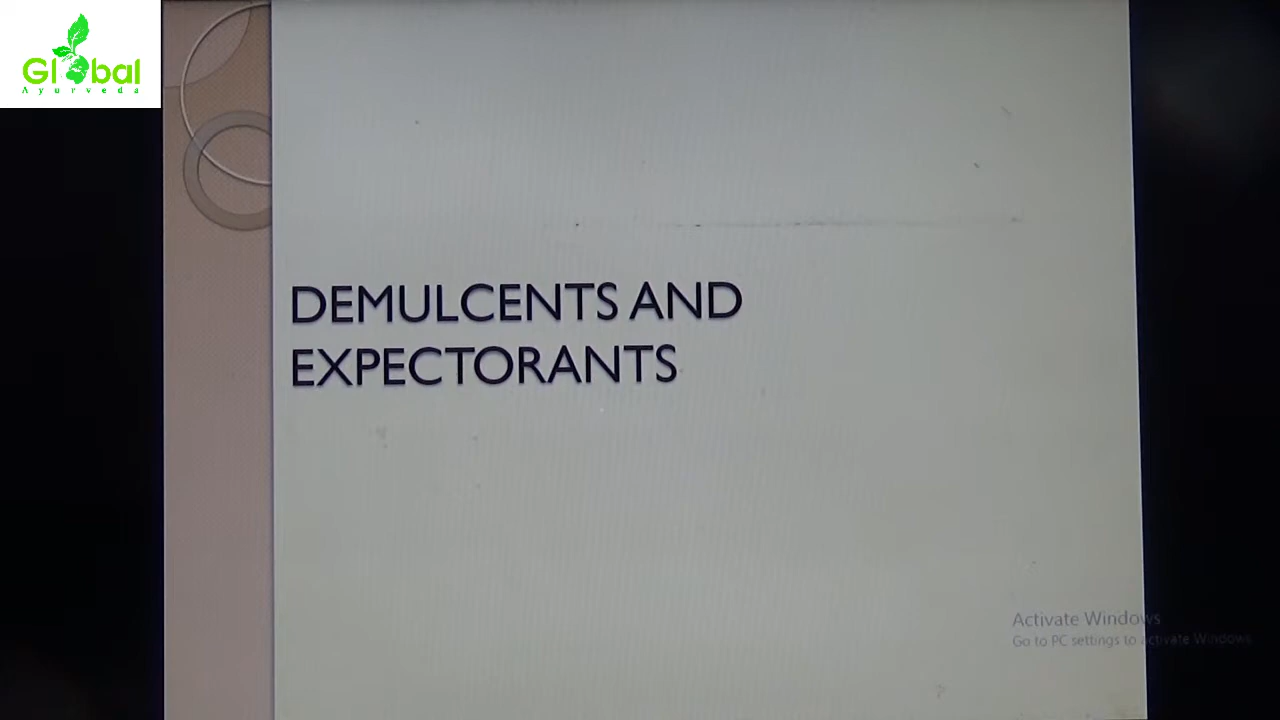 Global
Ayurveda
DEMULCENTS AND
EXPECTORANTS
Activate Windows
Go to PC settings to activate Windows